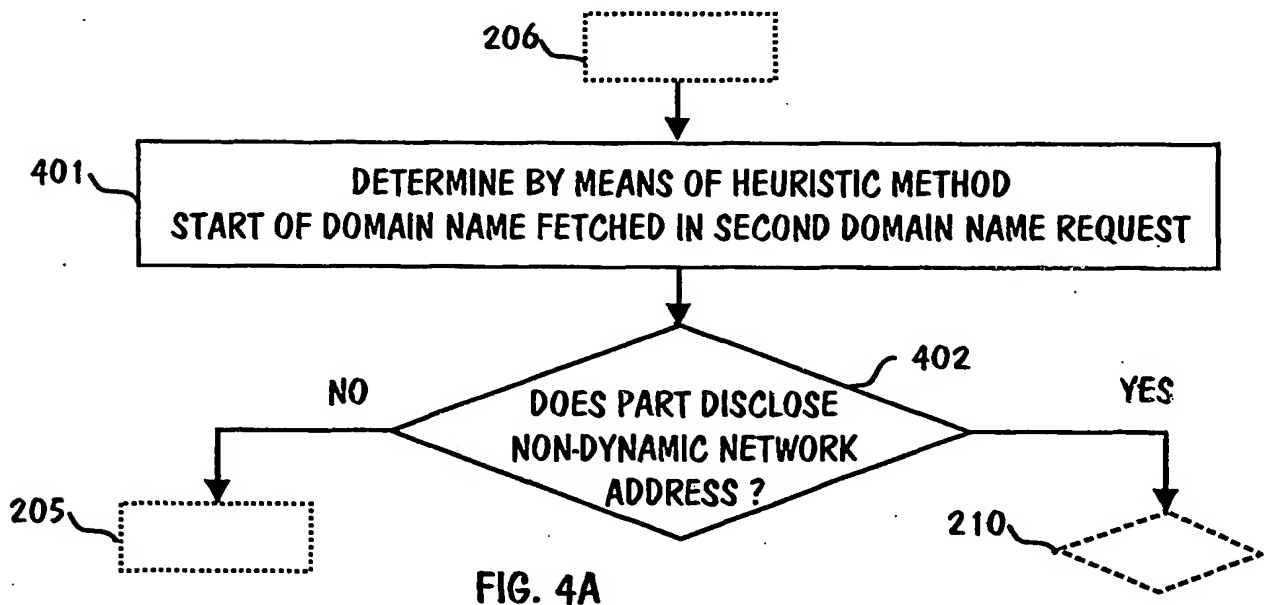 206
401
DETERMINE BY MEANS OF HEURISTIC METHOD
START OF DOMAIN NAME FETCHED IN SECOND DOMAIN NAME REQUEST
402
NO
YES
DOES PART DISCLOSE
NON-DYNAMIC NETWORK
ADDRESS ?
205
210
FIG. 4A